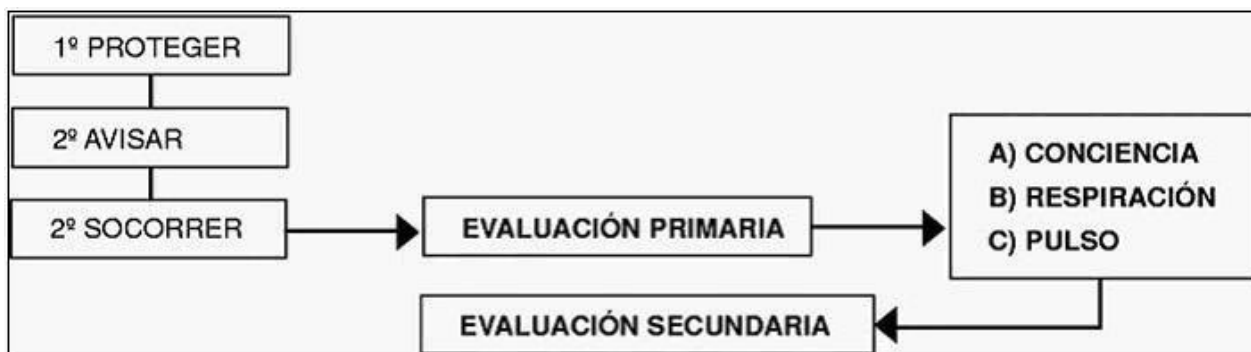 1º PROTEGER
2º AVISAR
2º SOCORRER
EVALUACIÓN PRIMARIA
A) CONCIENCIA
B) RESPIRACIÓN
C) PULSO
EVALUACIÓN SECUNDARIA